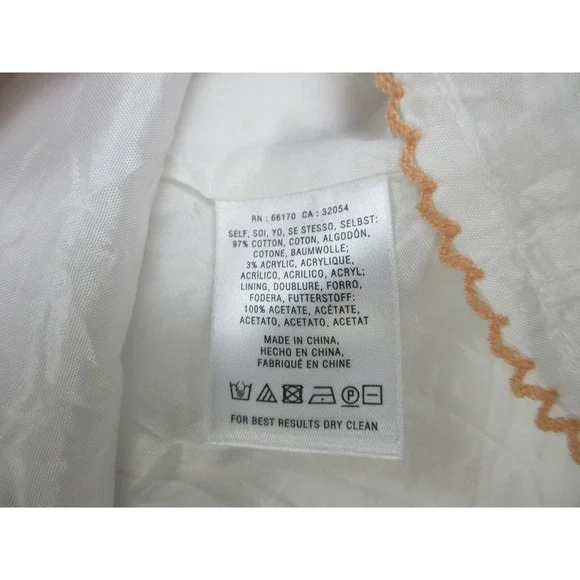 RN : 66170 CA : 32054
SELF, SOI, YO, SE STESSO, SELBST:
97% COTTON, COTON, ALGODÓN,
COTONE, BAUMWOLLE;
3% ACRYLIC, ACRYLIQUE,
ACRÍLICO, ACRILICO, ACRYL;
LINING, DOUBLURE, FORRO,
FODERA, FUTTERSTOFF:
100% ACETATE, ACÉTATE,
ACETATO, ACETATO, ACETAT
MADE IN CHINA,
HECHO EN CHINA,
FABRIQUÉ EN CHINE
P
FOR BEST RESULTS DRY CLEAN